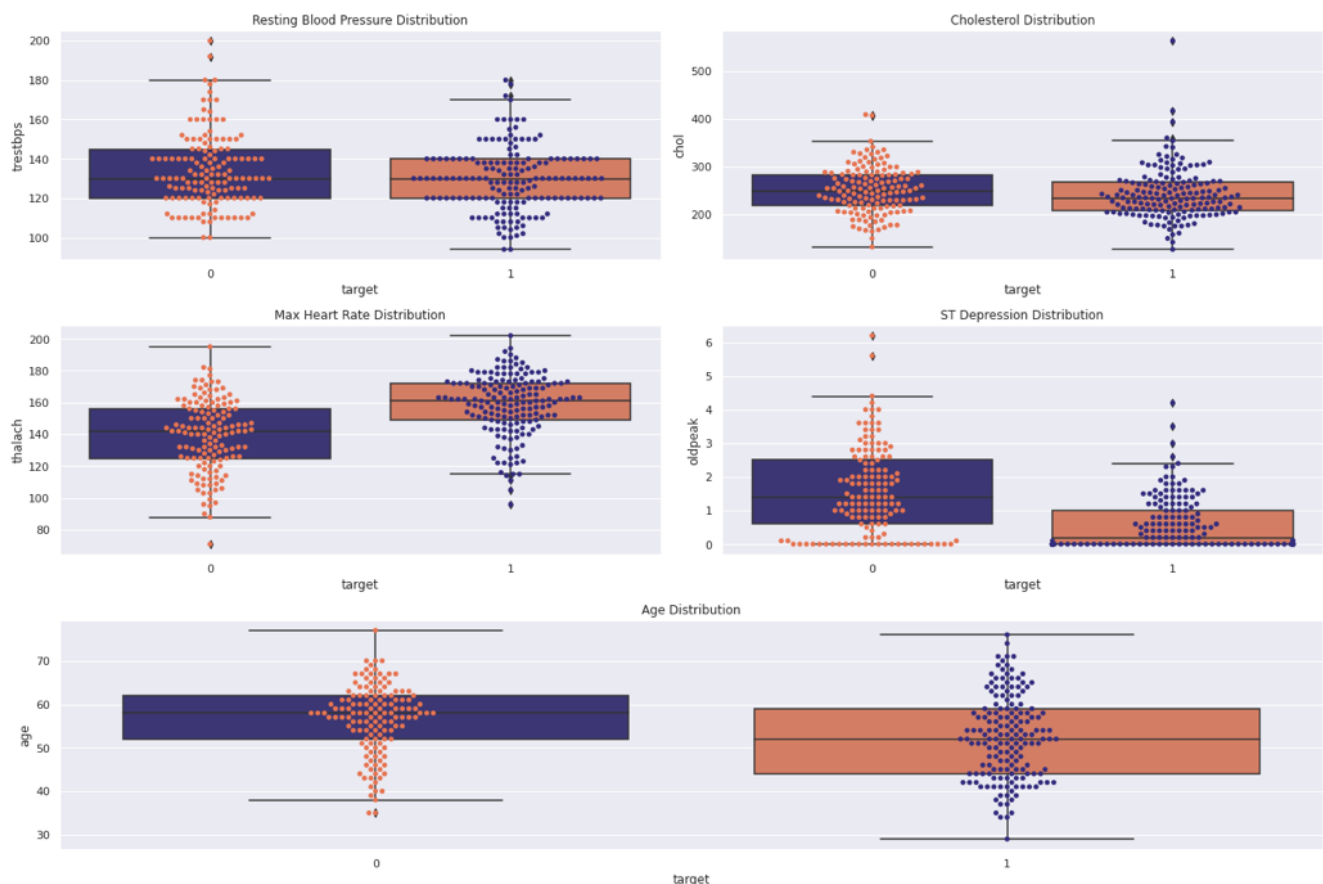 Resting Blood Pressure Distribution
200
180
160
140
120
100
trestbps
0
1
target
Cholesterol Distribution
500
400
300
200
chol
0
1
target
Max Heart Rate Distribution
200
180
160
140
120
100
80
thalach
0
1
target
ST Depression Distribution
6
5
4
3
2
1
0
oldpeak
0
1
target
Age Distribution
70
60
50
40
30
age
0
1
target